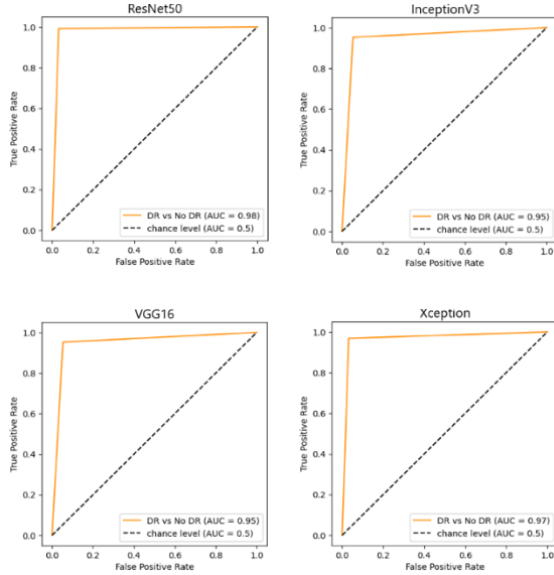 ResNet50
1.0
0.8
0.6
0.4
0.2
0.0
True Positive Rate
DR vs No DR (AUC = 0.98)
chance level (AUC = 0.5)
0.0 0.2 0.4 0.6 0.8 1.0
False Positive Rate
InceptionV3
1.0
0.8
0.6
0.4
0.2
0.0
True Positive Rate
DR vs No DR (AUC = 0.95)
chance level (AUC = 0.5)
0.0 0.2 0.4 0.6 0.8 1.0
False Positive Rate
VGG16
1.0
0.8
0.6
0.4
0.2
0.0
True Positive Rate
DR vs No DR (AUC = 0.95)
chance level (AUC = 0.5)
0.0 0.2 0.4 0.6 0.8 1.0
False Positive Rate
Xception
1.0
0.8
0.6
0.4
0.2
0.0
True Positive Rate
DR vs No DR (AUC = 0.97)
chance level (AUC = 0.5)
0.0 0.2 0.4 0.6 0.8 1.0
False Positive Rate